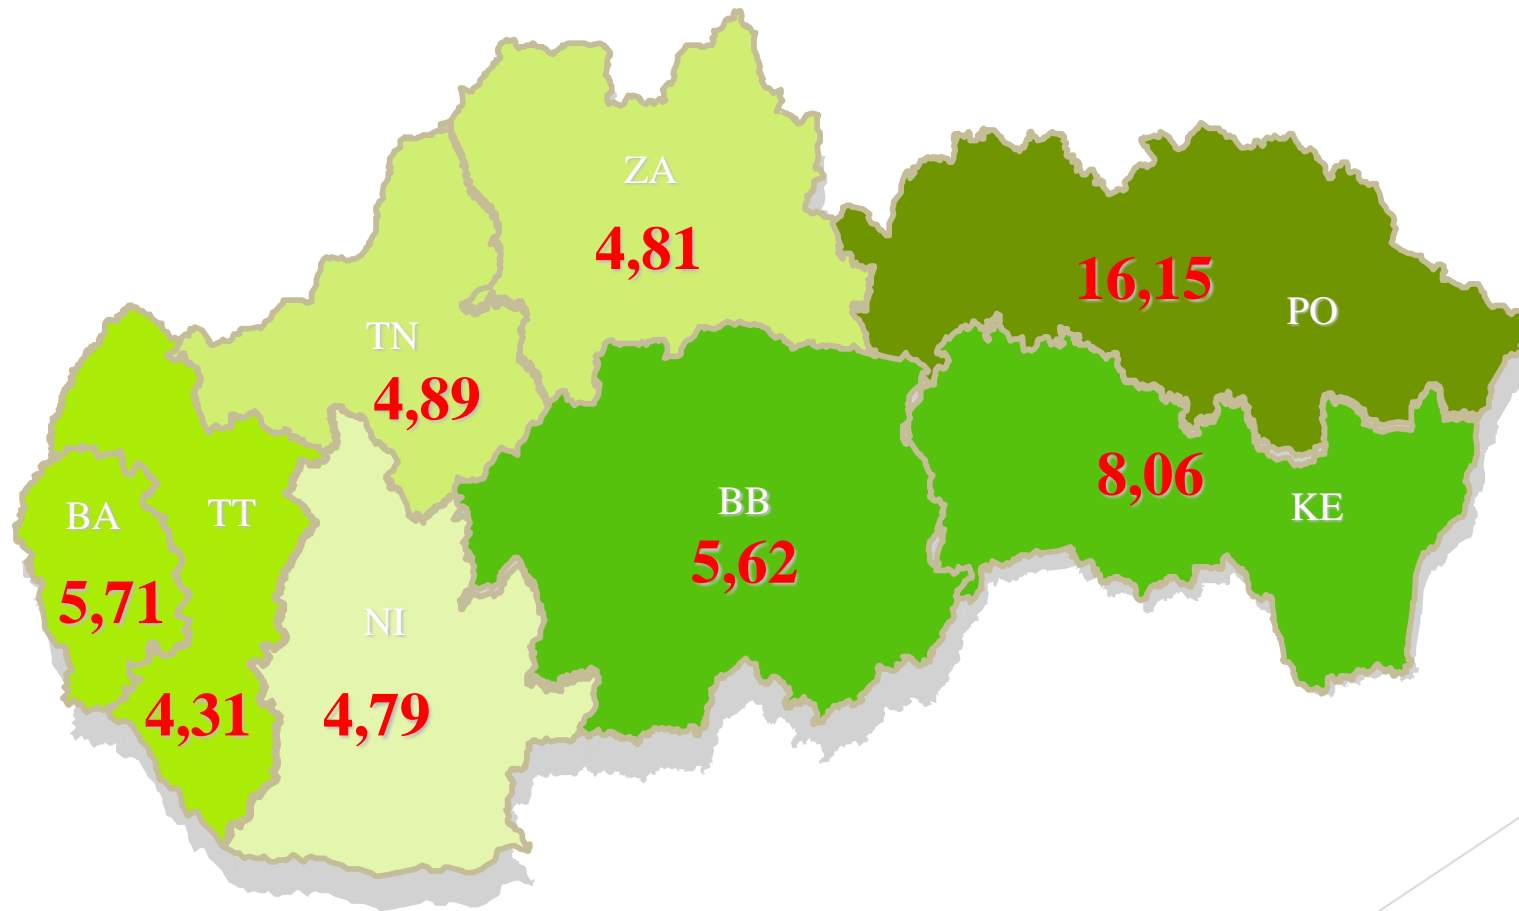 ZA
4,81
16,15
PO
TN
4,89
8,06
KE
BB
5,62
BA
5,71
TT
4,31
NI
4,79